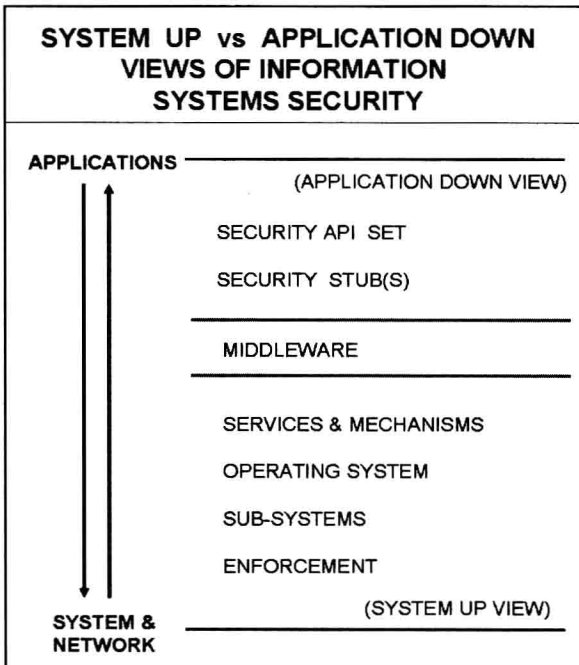 SYSTEM UP vs APPLICATION DOWN
VIEWS OF INFORMATION
SYSTEMS SECURITY
APPLICATIONS
(APPLICATION DOWN VIEW)
SECURITY API SET
SECURITY STUB(S)
MIDDLEWARE
SERVICES & MECHANISMS
OPERATING SYSTEM
SUB-SYSTEMS
ENFORCEMENT
(SYSTEM UP VIEW)
SYSTEM &
NETWORK